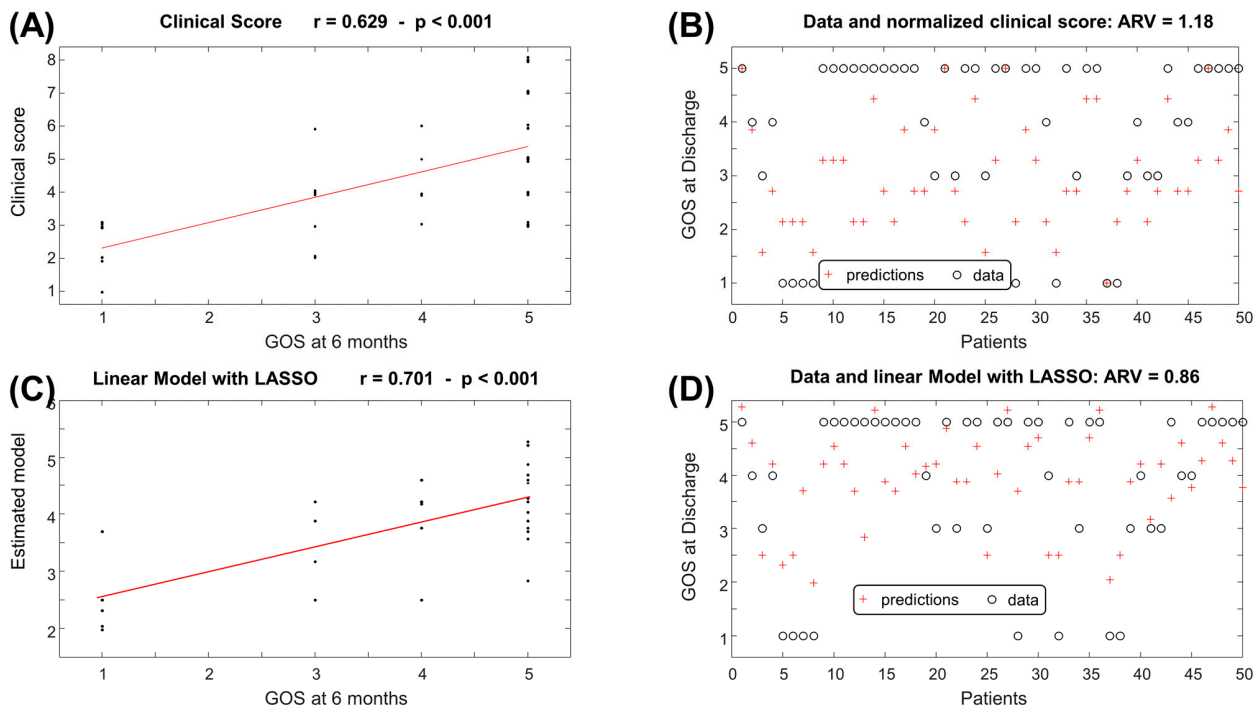 (A)
Clinical Score r = 0.629 - p < 0.001
8
7
6
5
4
3
2
1
Clinical score
1 2 3 4 5
GOS at 6 months
(B)
Data and normalized clinical score: ARV = 1.18
5
4
3
2
1
GOS at Discharge
predictions data
0 5 10 15 20 25 30 35 40 45 50
Patients
(C)
Linear Model with LASSO r = 0.701 - p < 0.001
5
4
3
2
Estimated model
1 2 3 4 5
GOS at 6 months
(D)
Data and linear Model with LASSO: ARV = 0.86
5
4
3
2
1
GOS at Discharge
predictions data
0 5 10 15 20 25 30 35 40 45 50
Patients